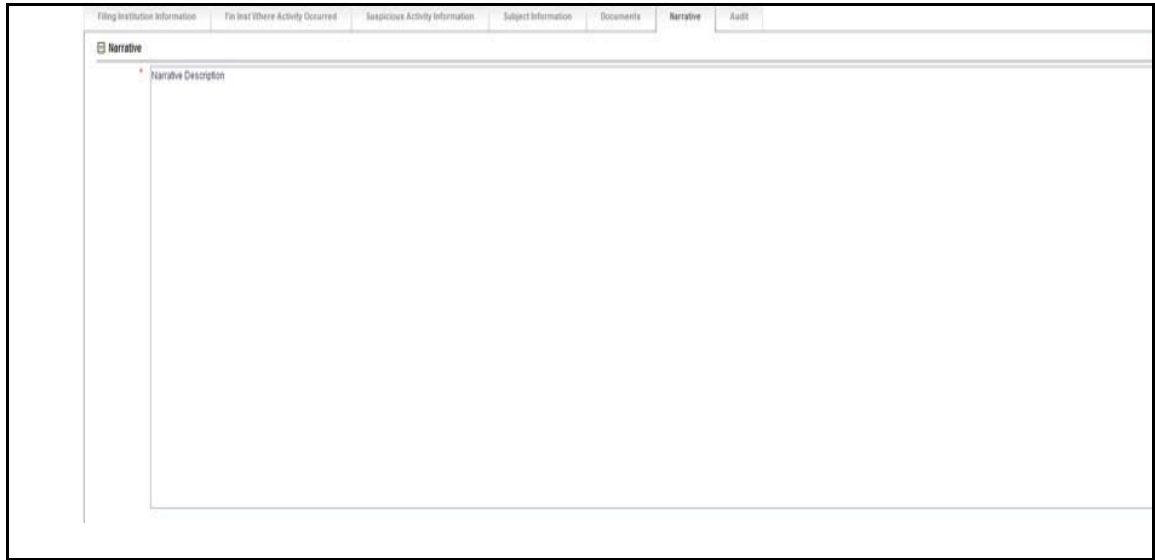 Filing Institution Information Fin Inst Where Activity Occurred Suspicious Activity Information Subject Information Documents Narrative Audit
Narrative
* Narrative Description